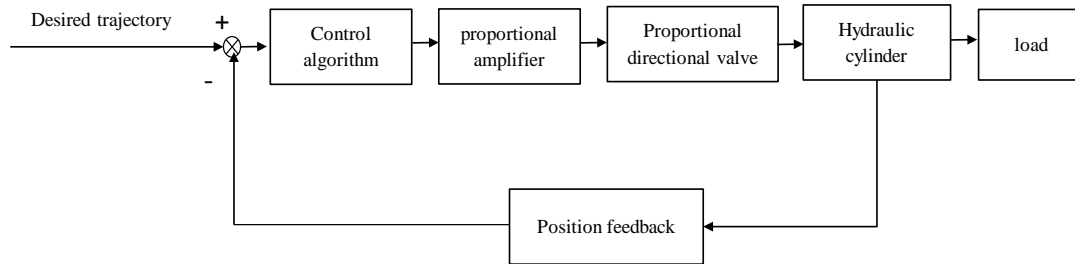 Desired trajectory
+
-
Control
algorithm
proportional
amplifier
Proportional
directional valve
Hydraulic
cylinder
load
Position feedback